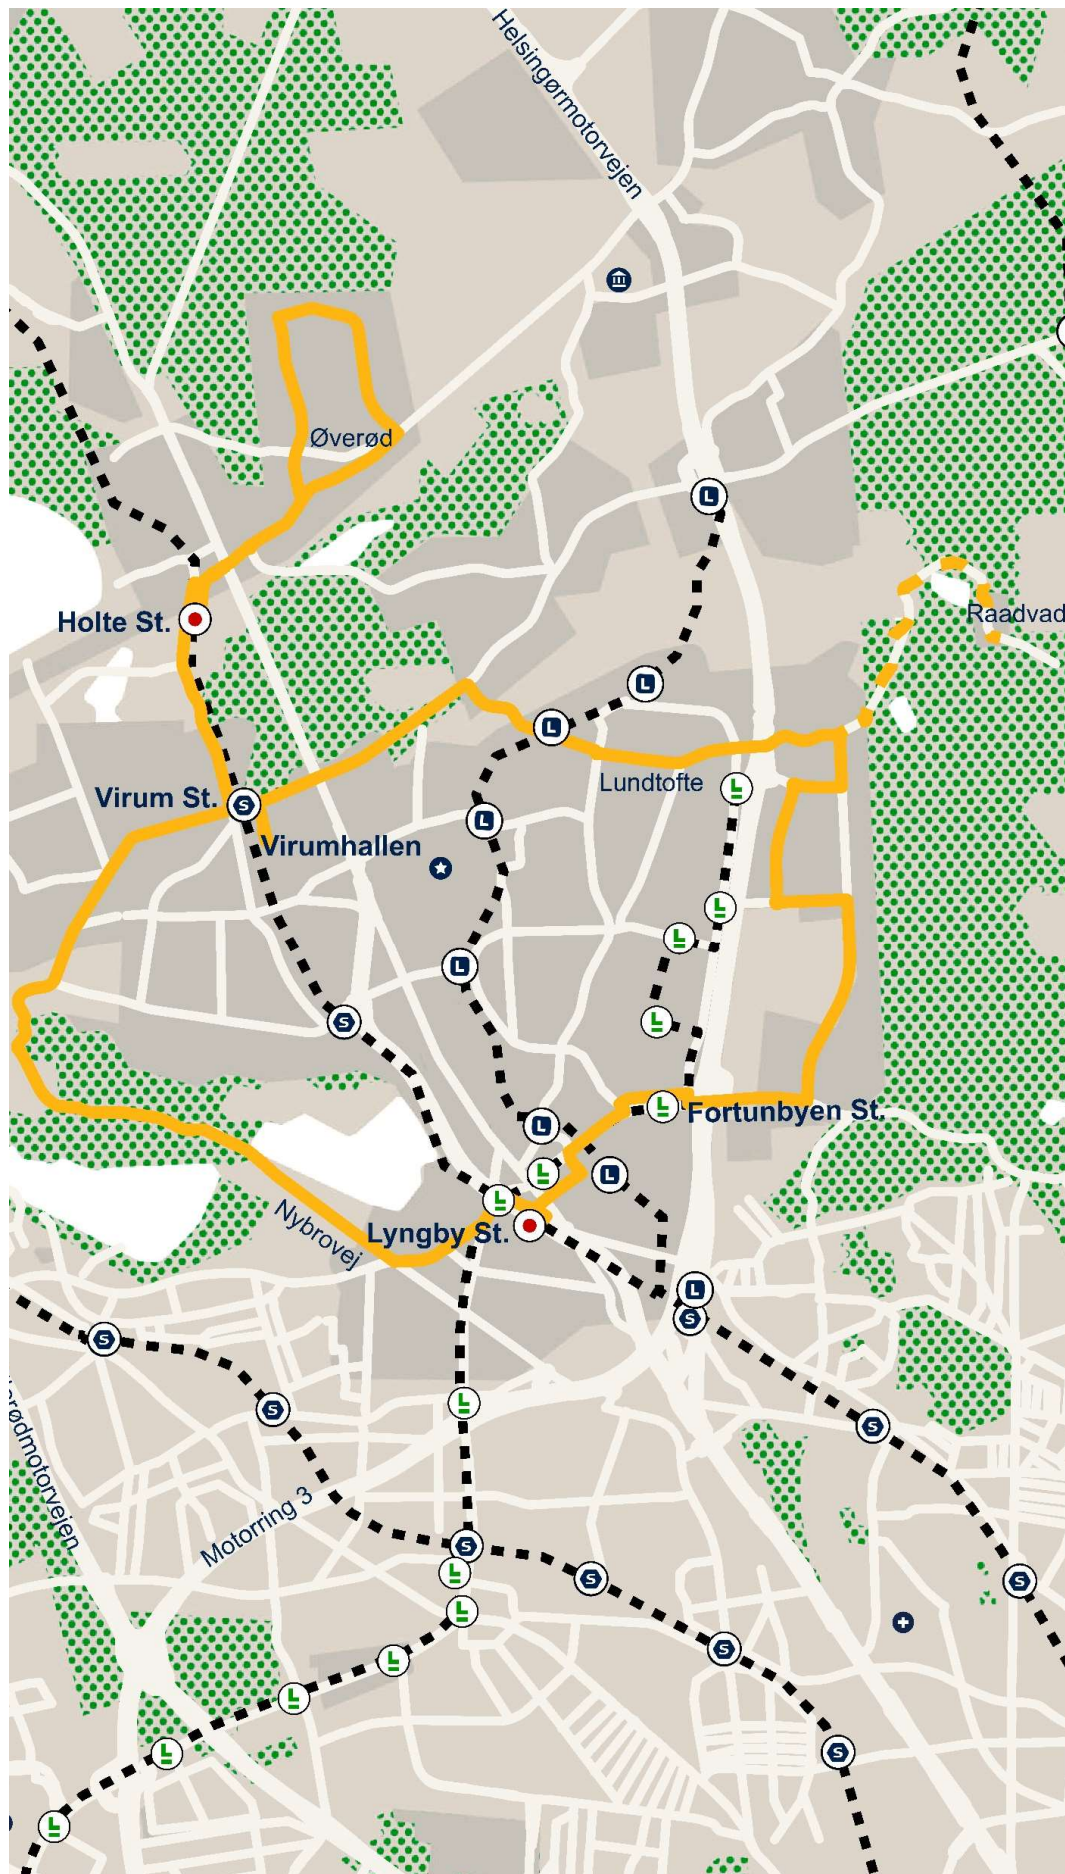 Helsingørmotorvejen
Øverød
Holte St.
Raadvad
Virum St.
Lundtofte
Virumhallen
Fortunbyen St.
Nybrovej
Lyngby St.
Motorring 3